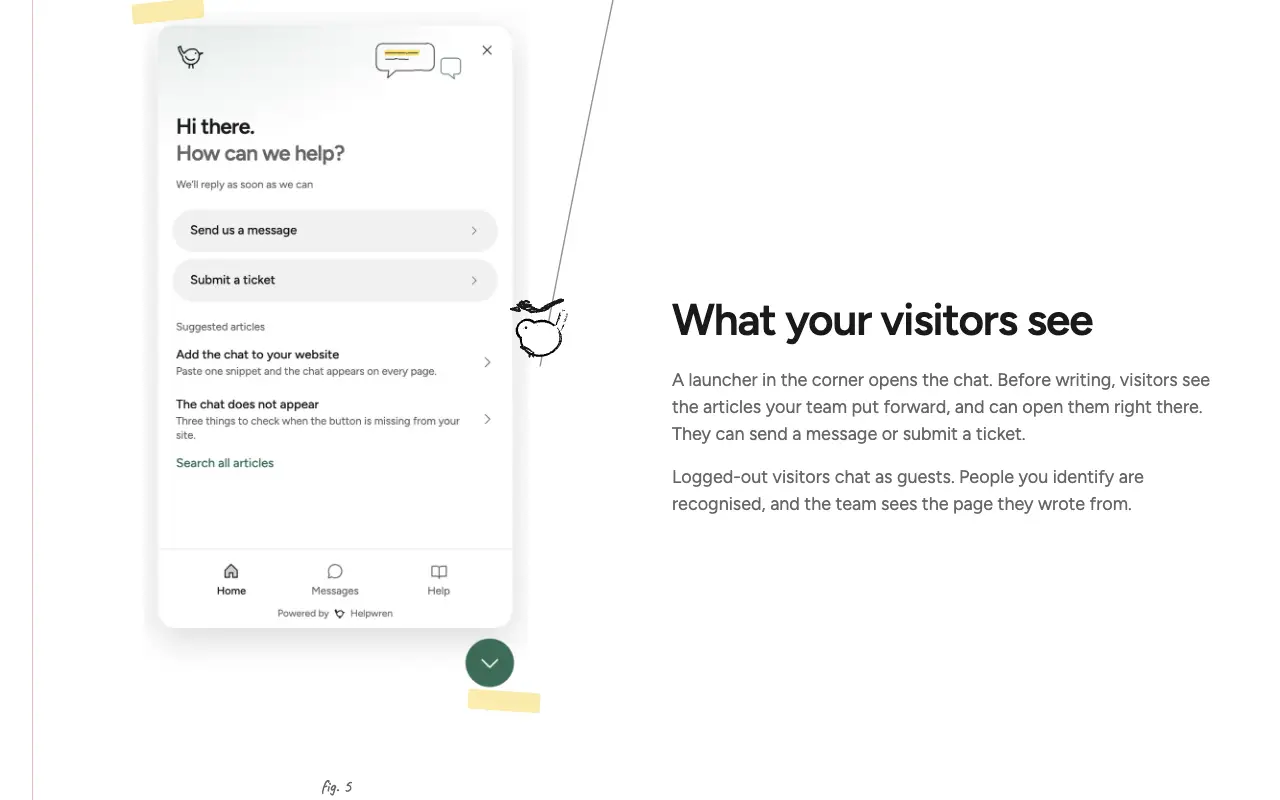 Hi there.
How can we help?
We'll reply as soon as we can
Send us a message
Submit a ticket
Suggested articles
Add the chat to your website
Paste one snippet and the chat appears on every page.
The chat does not appear
Three things to check when the button is missing from your
site.
Search all articles
Home
Messages
Help
Powered by Helpwren
fig. 5
What your visitors see
A launcher in the corner opens the chat. Before writing, visitors see
the articles your team put forward, and can open them right there.
They can send a message or submit a ticket.
Logged-out visitors chat as guests. People you identify are
recognised, and the team sees the page they wrote from.